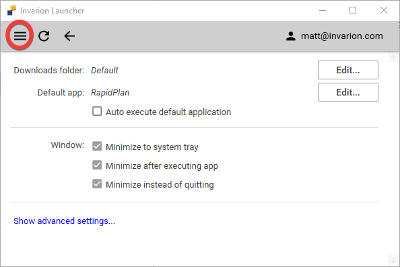 Invarion Launcher
matt@invarion.com
Downloads folder: Default Edit...
Default app: RapidPlan Edit...
Auto execute default application
Window: Minimize to system tray
Minimize after executing app
Minimize instead of quitting
Show advanced settings...